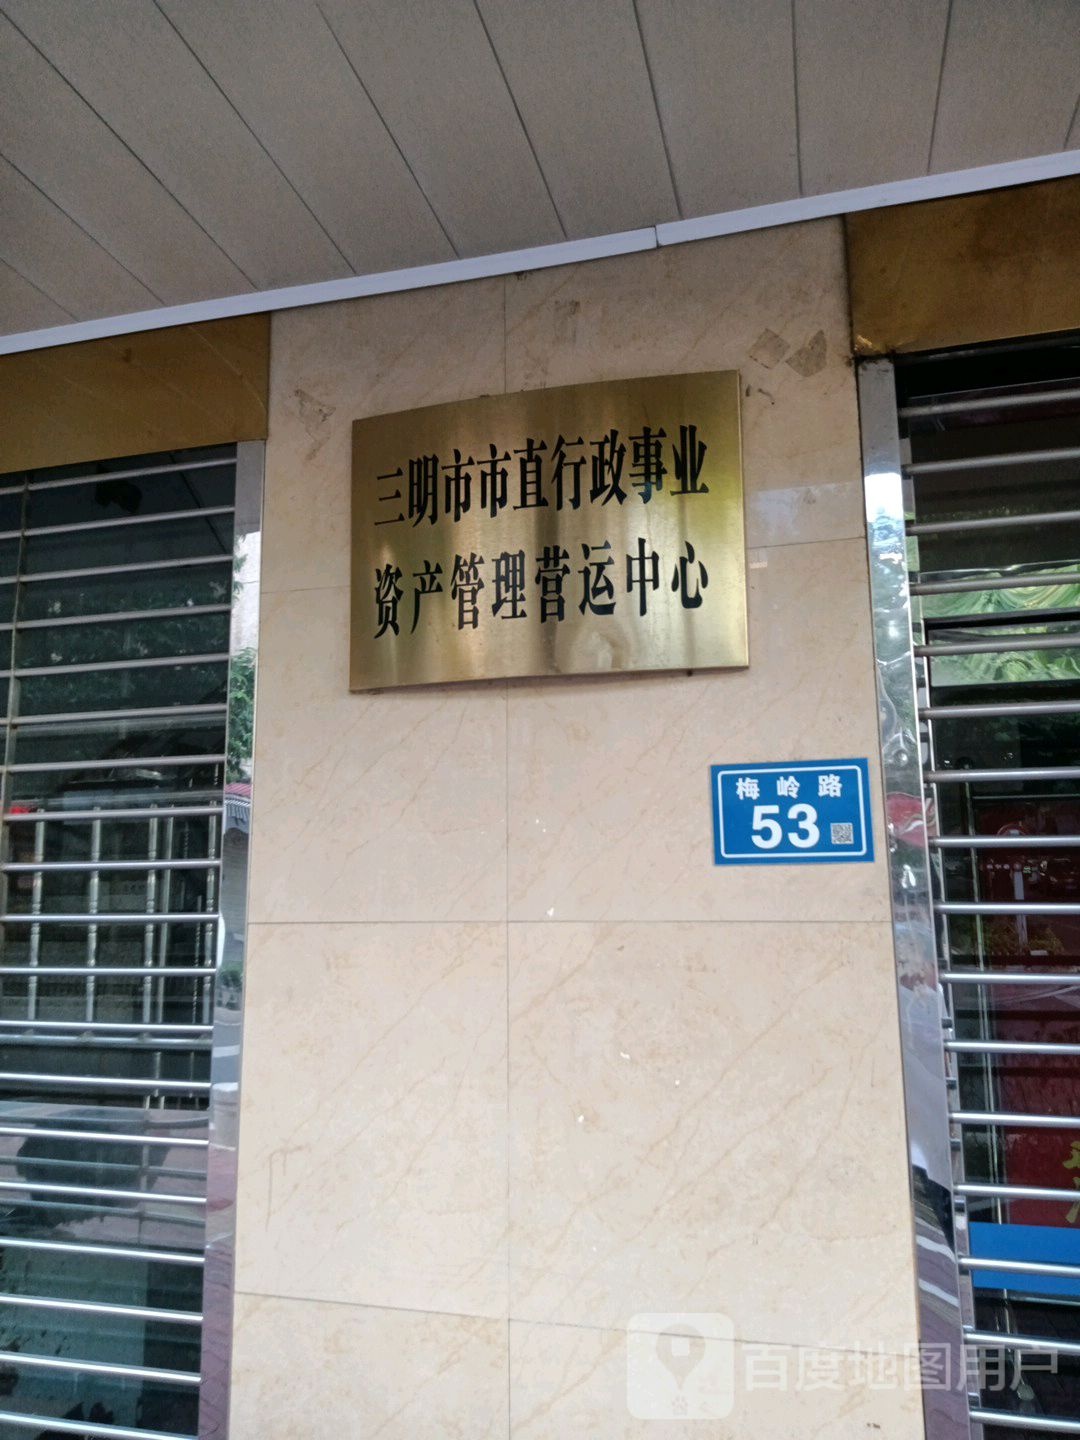 三明市市直行政事业
资产管理营运中心
梅岭路
53
百度地图用户